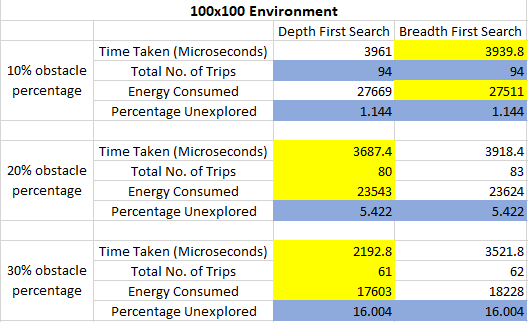 100x100 Environment
Depth First Search Breadth First Search
10% obstacle percentage
Time Taken (Microseconds) 3961 3939.8
Total No. of Trips 94 94
Energy Consumed 27669 27511
Percentage Unexplored 1.144 1.144
20% obstacle percentage
Time Taken (Microseconds) 3687.4 3918.4
Total No. of Trips 80 83
Energy Consumed 23543 23624
Percentage Unexplored 5.422 5.422
30% obstacle percentage
Time Taken (Microseconds) 2192.8 3521.8
Total No. of Trips 61 62
Energy Consumed 17603 18228
Percentage Unexplored 16.004 16.004